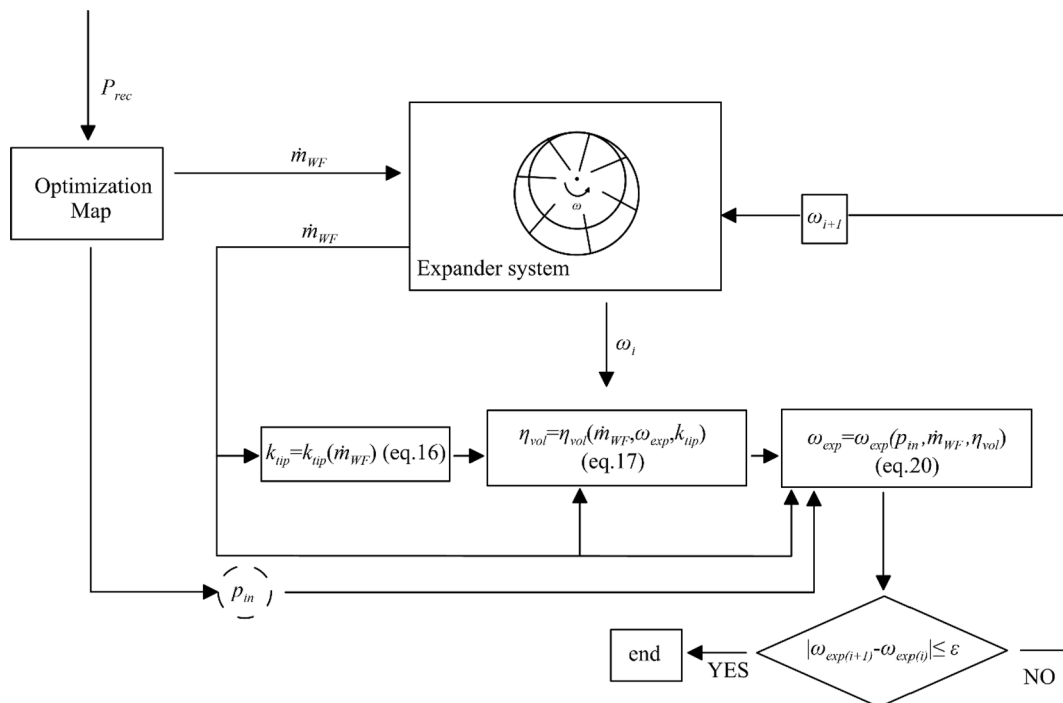 P_rec
Optimization
Map
ṁ_WF
ṁ_WF
ω
Expander system
ω_i+1
ω_i
k_tip=k_tip(ṁ_WF) (eq.16)
η_vol=η_vol(ṁ_WF,ω_exp,k_tip)
(eq.17)
ω_exp=ω_exp(p_in,ṁ_WF,η_vol)
(eq.20)
p_in
|ω_exp(i+1)-ω_exp(i)|≤ ε
end
YES
NO